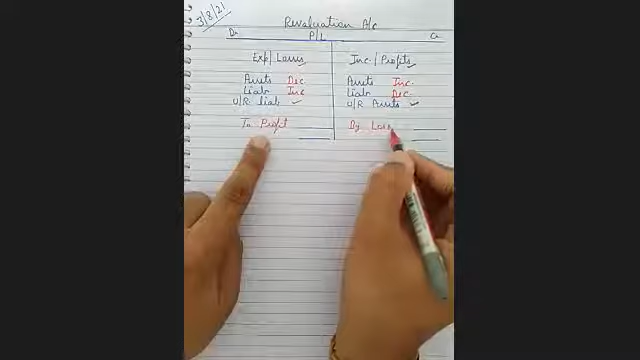 3/8/21
Revaluation A/c
Dr. P/L Cr.
Exp/Losses
Assets Dec
Liab Inc
U/R Liab ✓
To Profit
Inc./Profits
Assets Inc.
Liab Dec.
U/R Assets ✓
By Loss